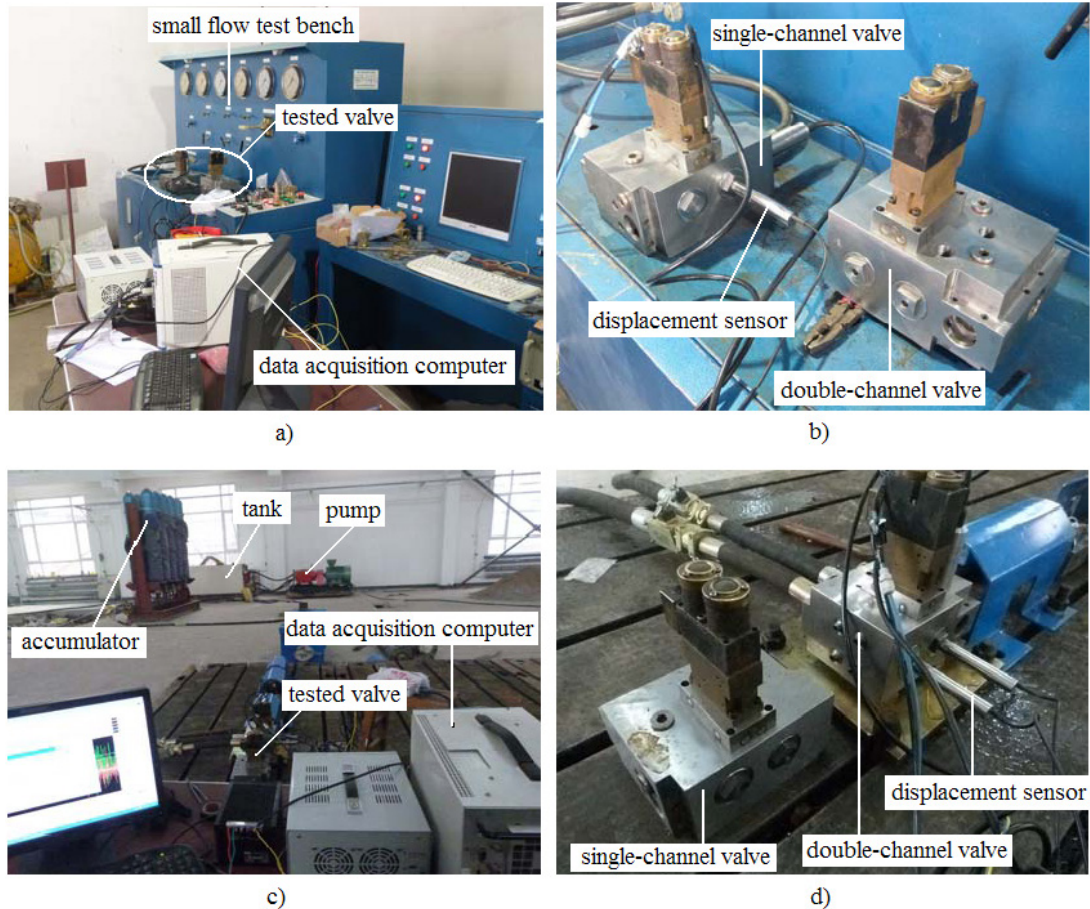 small flow test bench
tested valve
data acquisition computer
a)
single-channel valve
displacement sensor
double-channel valve
b)
tank
pump
accumulator
data acquisition computer
tested valve
c)
displacement sensor
single-channel valve
double-channel valve
d)